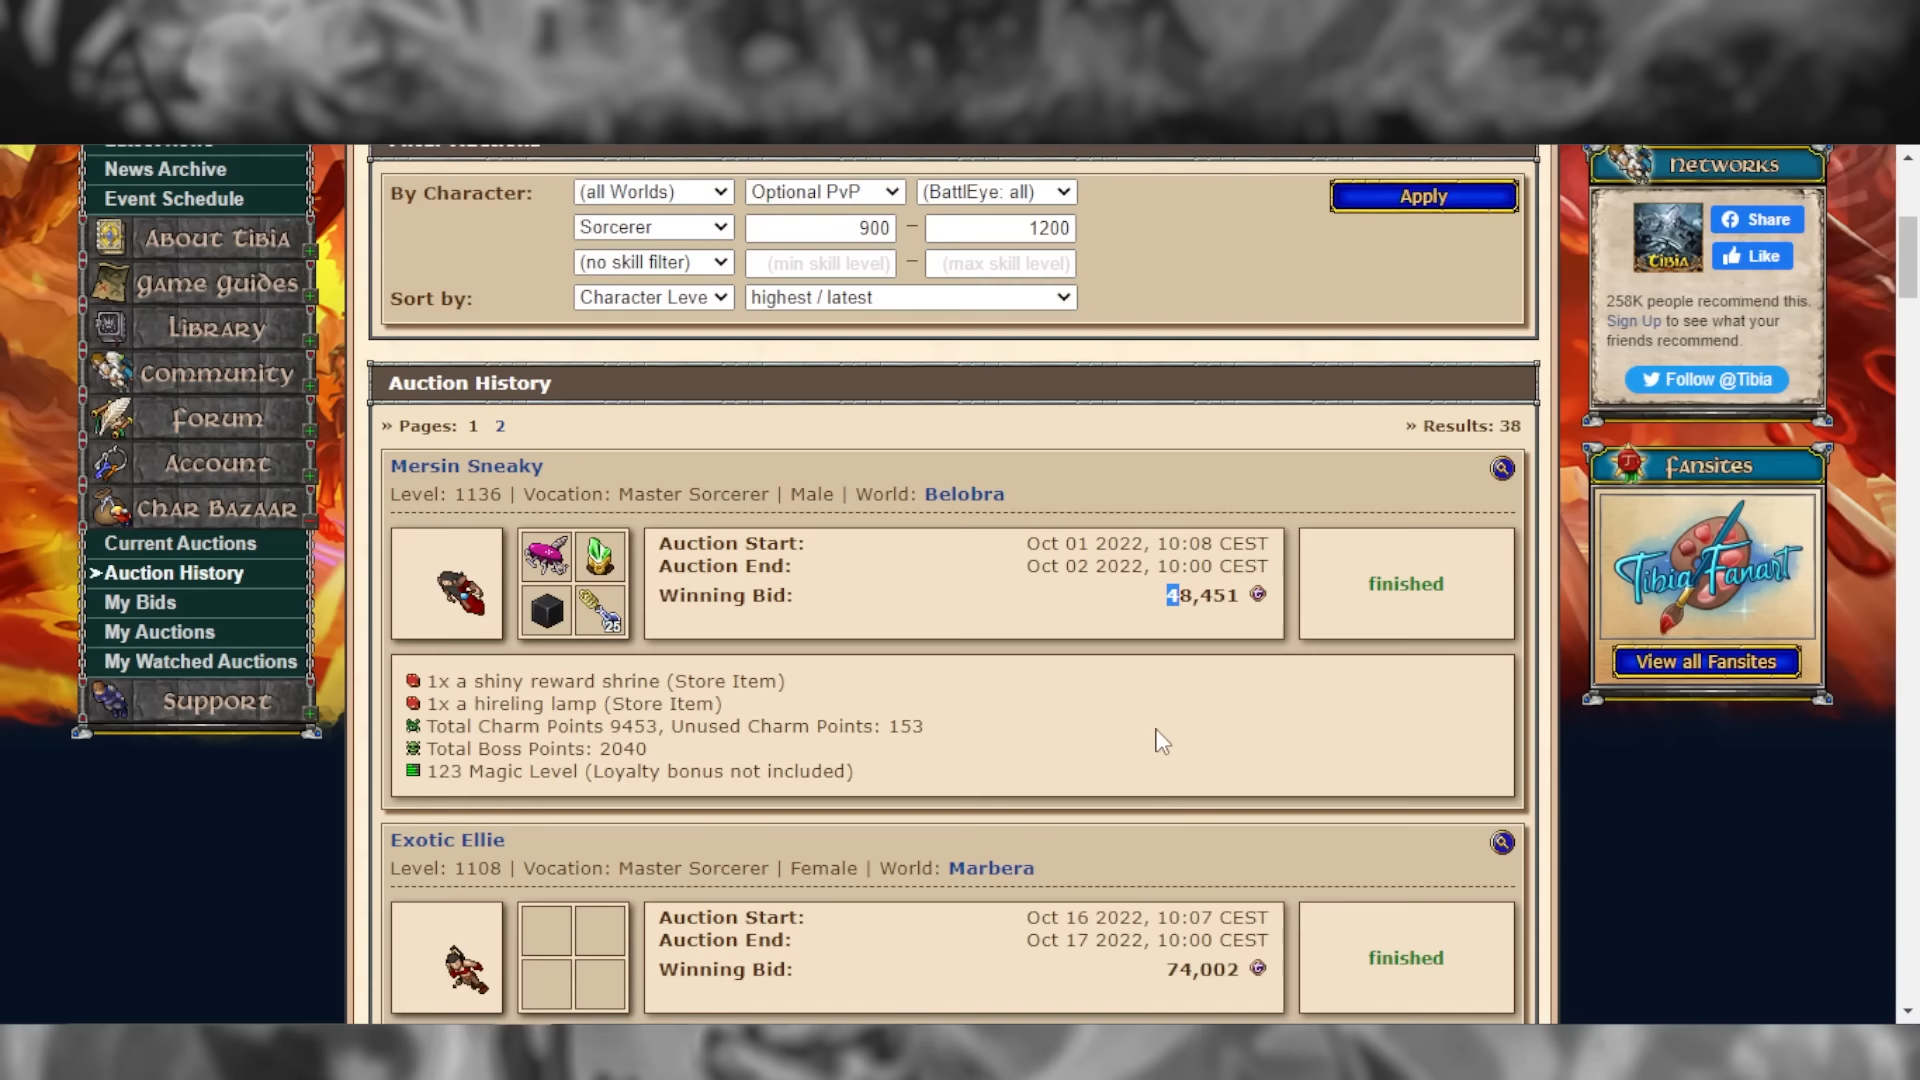 News Archive
Event Schedule
About Tibia
Game Guides
Library
Community
Forum
Account
Char Bazaar
Current Auctions
➤Auction History
My Bids
My Auctions
My Watched Auctions
Support
By Character:
(all Worlds)
Optional PvP
(BattlEye: all)
Apply
Sorcerer
900
–
1200
(no skill filter)
(min skill level)
–
(max skill level)
Sort by:
Character Leve
highest / latest
Auction History
» Pages: 1 2
» Results: 38
Mersin Sneaky
Level: 1136 | Vocation: Master Sorcerer | Male | World: Belobra
25
Auction Start: Oct 01 2022, 10:08 CEST
Auction End: Oct 02 2022, 10:00 CEST
Winning Bid: 48,451
finished
1x a shiny reward shrine (Store Item)
1x a hireling lamp (Store Item)
Total Charm Points 9453, Unused Charm Points: 153
Total Boss Points: 2040
123 Magic Level (Loyalty bonus not included)
Exotic Ellie
Level: 1108 | Vocation: Master Sorcerer | Female | World: Marbera
Auction Start: Oct 16 2022, 10:07 CEST
Auction End: Oct 17 2022, 10:00 CEST
Winning Bid: 74,002
finished
Networks
TIBIA
Share
Like
258K people recommend this.
Sign Up to see what your
friends recommend.
Follow @Tibia
Fansites
Tibia Fanart
View all Fansites